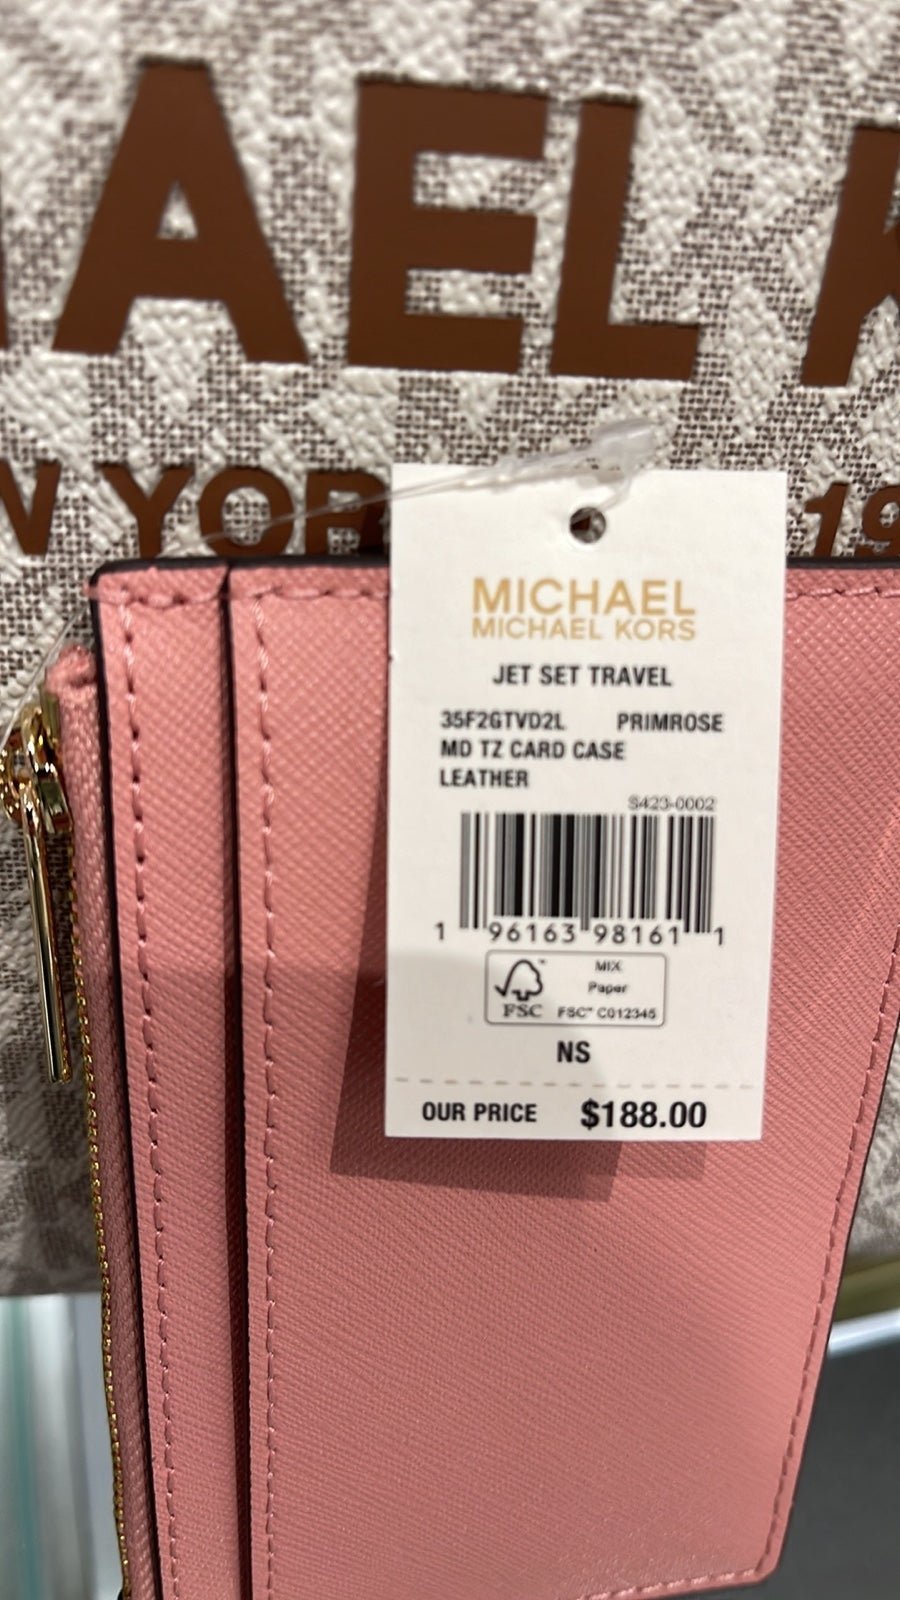 AEL K
W YOR 19
MICHAEL
MICHAEL KORS
JET SET TRAVEL
35F2GTVD2L PRIMROSE
MD TZ CARD CASE
LEATHER
S423-0002
1 96163 98161 1
FSC
MIX
Paper
FSC™ C012345
NS
OUR PRICE $188.00